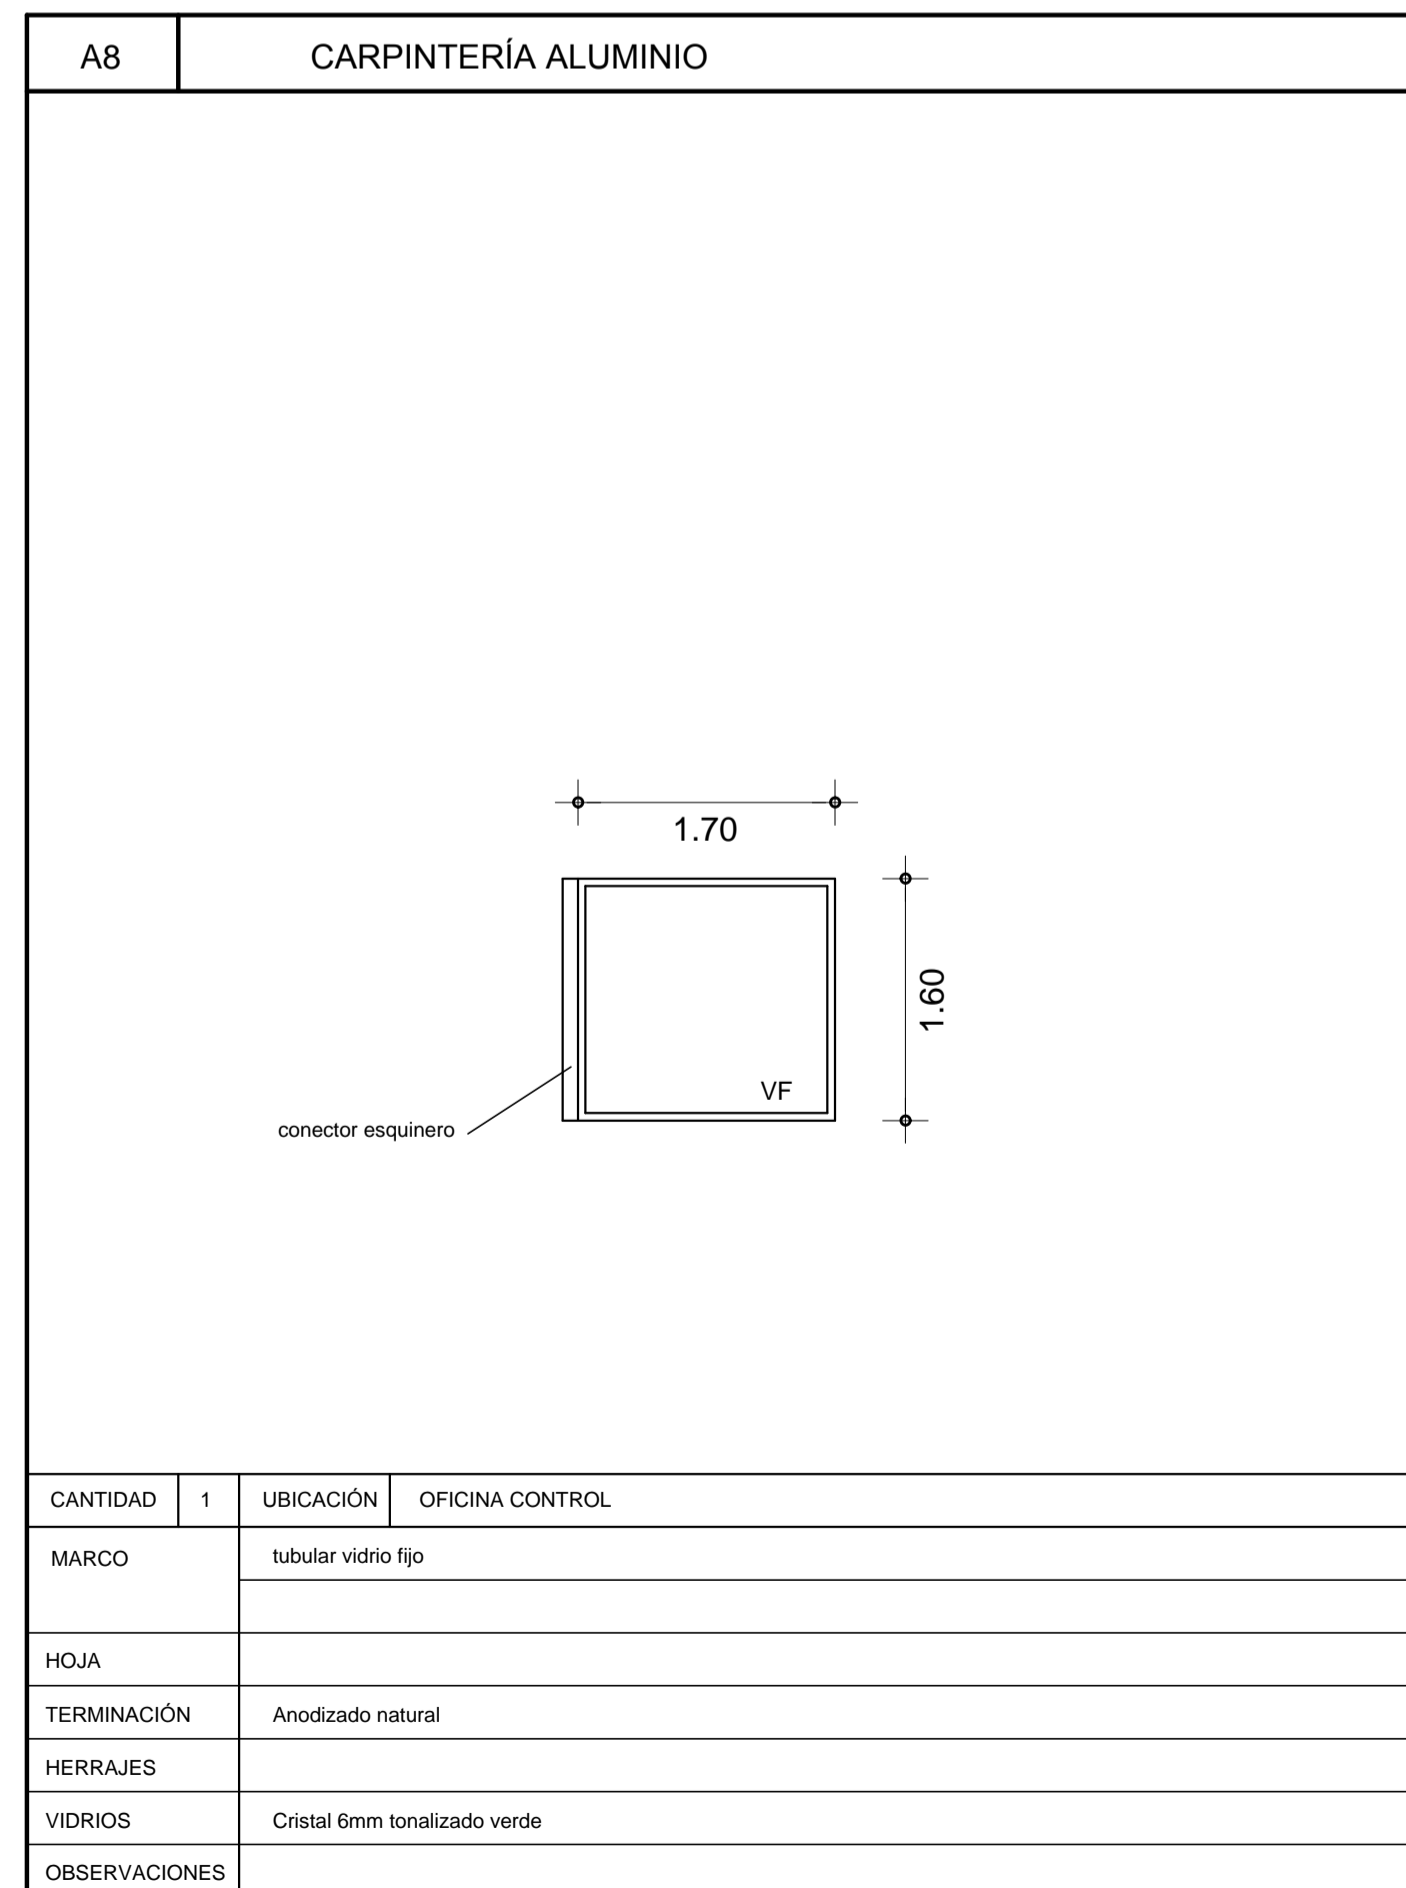 A8 CARPINTERÍA ALUMINIO
1.70
1.60
VF
conector esquinero
CANTIDAD 1 UBICACIÓN OFICINA CONTROL
MARCO tubular vidrio fijo
HOJA
TERMINACIÓN Anodizado natural
HERRAJES
VIDRIOS Cristal 6mm tonalizado verde
OBSERVACIONES